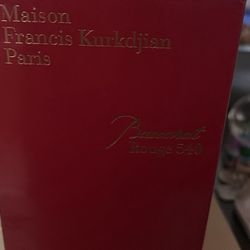 Maison
Francis Kurkdjian
Paris
Baccarat
Rouge 540